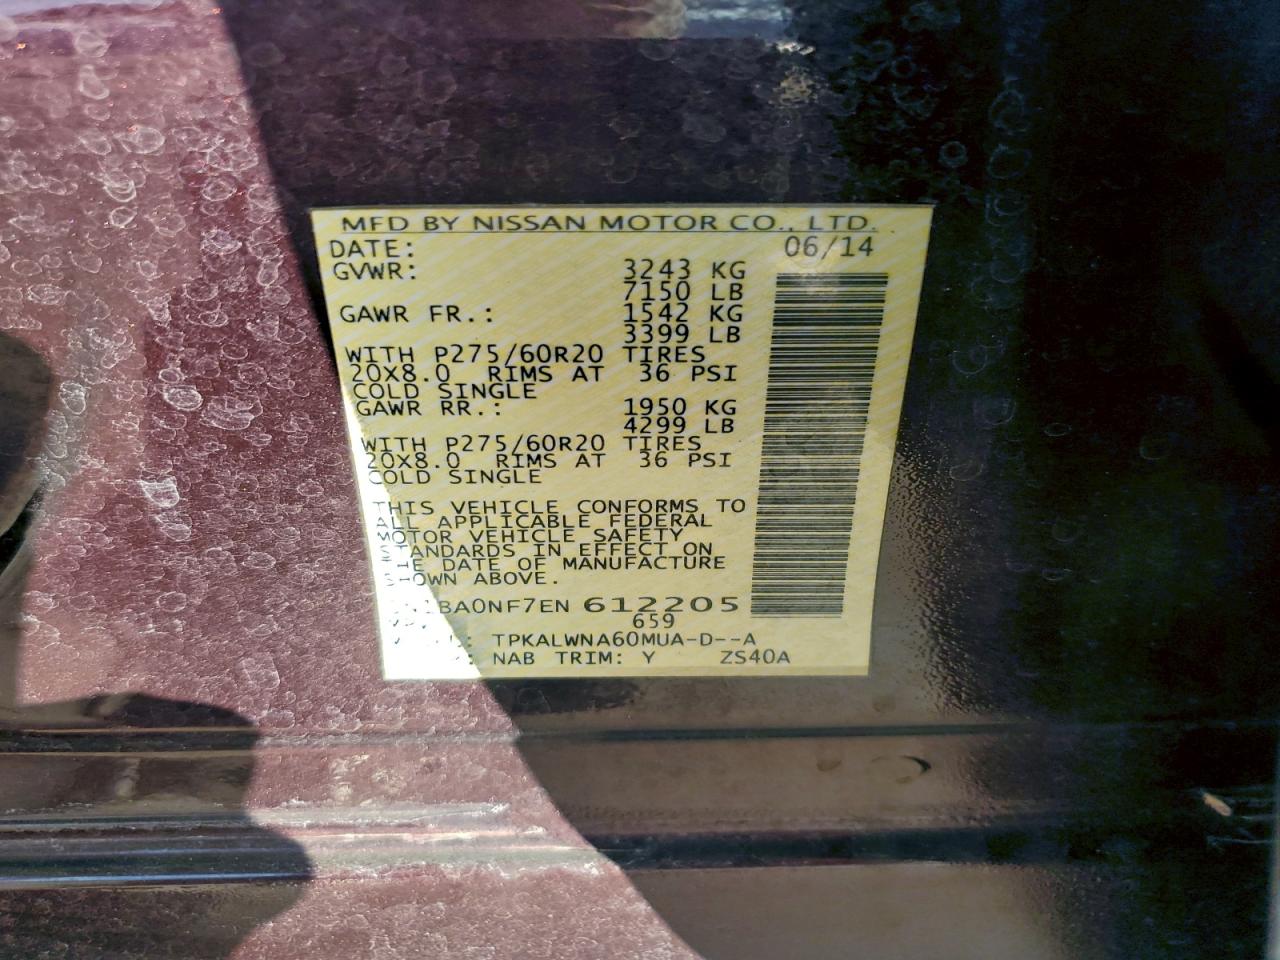 MFD BY NISSAN MOTOR CO., LTD.
DATE: 06/14
GVWR: 3243 KG
7150 LB
GAWR FR.: 1542 KG
3399 LB
WITH P275/60R20 TIRES
20X8.0 RIMS AT 36 PSI
COLD SINGLE
GAWR RR.: 1950 KG
4299 LB
WITH P275/60R20 TIRES
20X8.0 RIMS AT 36 PSI
COLD SINGLE
THIS VEHICLE CONFORMS TO
ALL APPLICABLE FEDERAL
MOTOR VEHICLE SAFETY
STANDARDS IN EFFECT ON
THE DATE OF MANUFACTURE
SHOWN ABOVE.
BA0NF7EN 612205
659
TPKALWNA60MUA-D--A
NAB TRIM: Y ZS40A